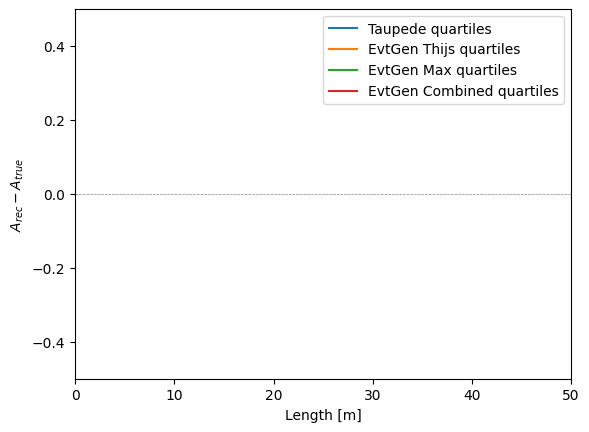 Taupede quartiles
EvtGen Thijs quartiles
EvtGen Max quartiles
EvtGen Combined quartiles
0.4
0.2
0.0
−0.2
−0.4
A_rec − A_true
0 10 20 30 40 50
Length [m]